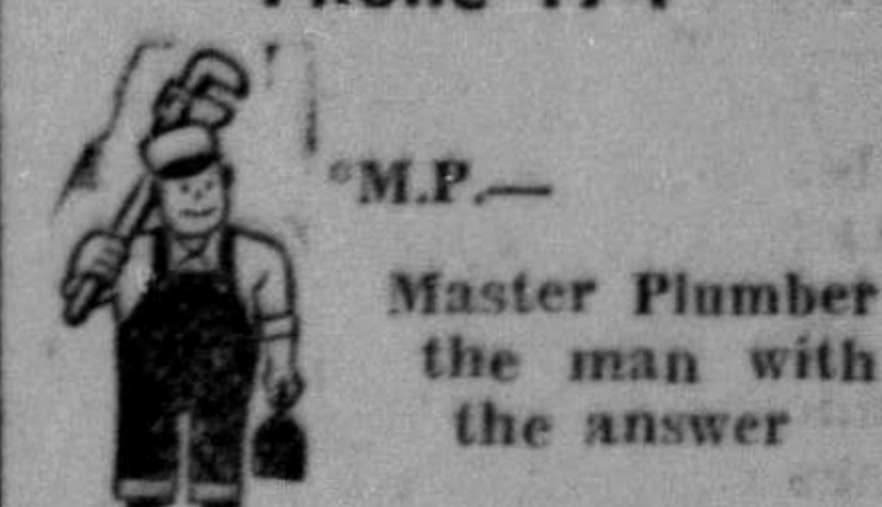 *M.P.—
Master Plumber
the man with
the answer